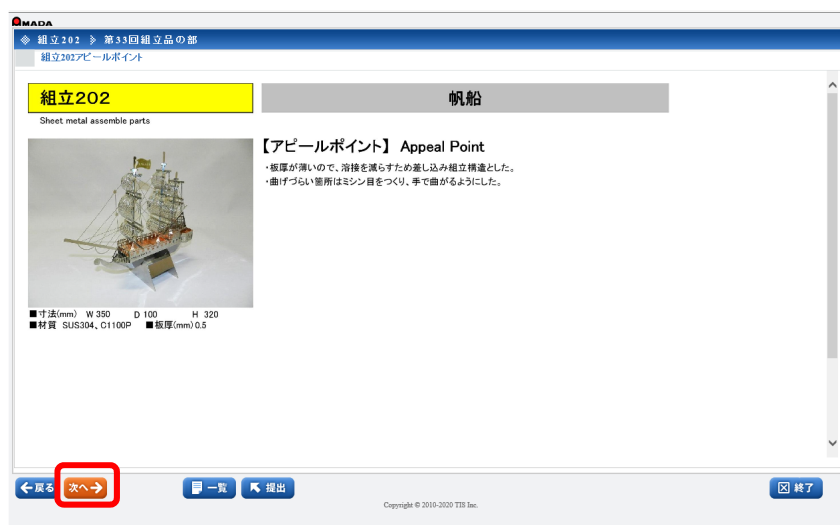 AMADA
組立202 》 第33回組立品の部
組立202アピールポイント
組立202
帆船
Sheet metal assemble parts
【アピールポイント】 Appeal Point
・板厚が薄いので、溶接を減らすため差し込み組立構造とした。
・曲げづらい箇所はミシン目をつくり、手で曲がるようにした。
■寸法(mm) W 350 D 100 H 320
■材質 SUS304、C1100P ■板厚(mm) 0.5
戻る 次へ 一覧 提出 終了
Copyright © 2010-2020 TIS Inc.